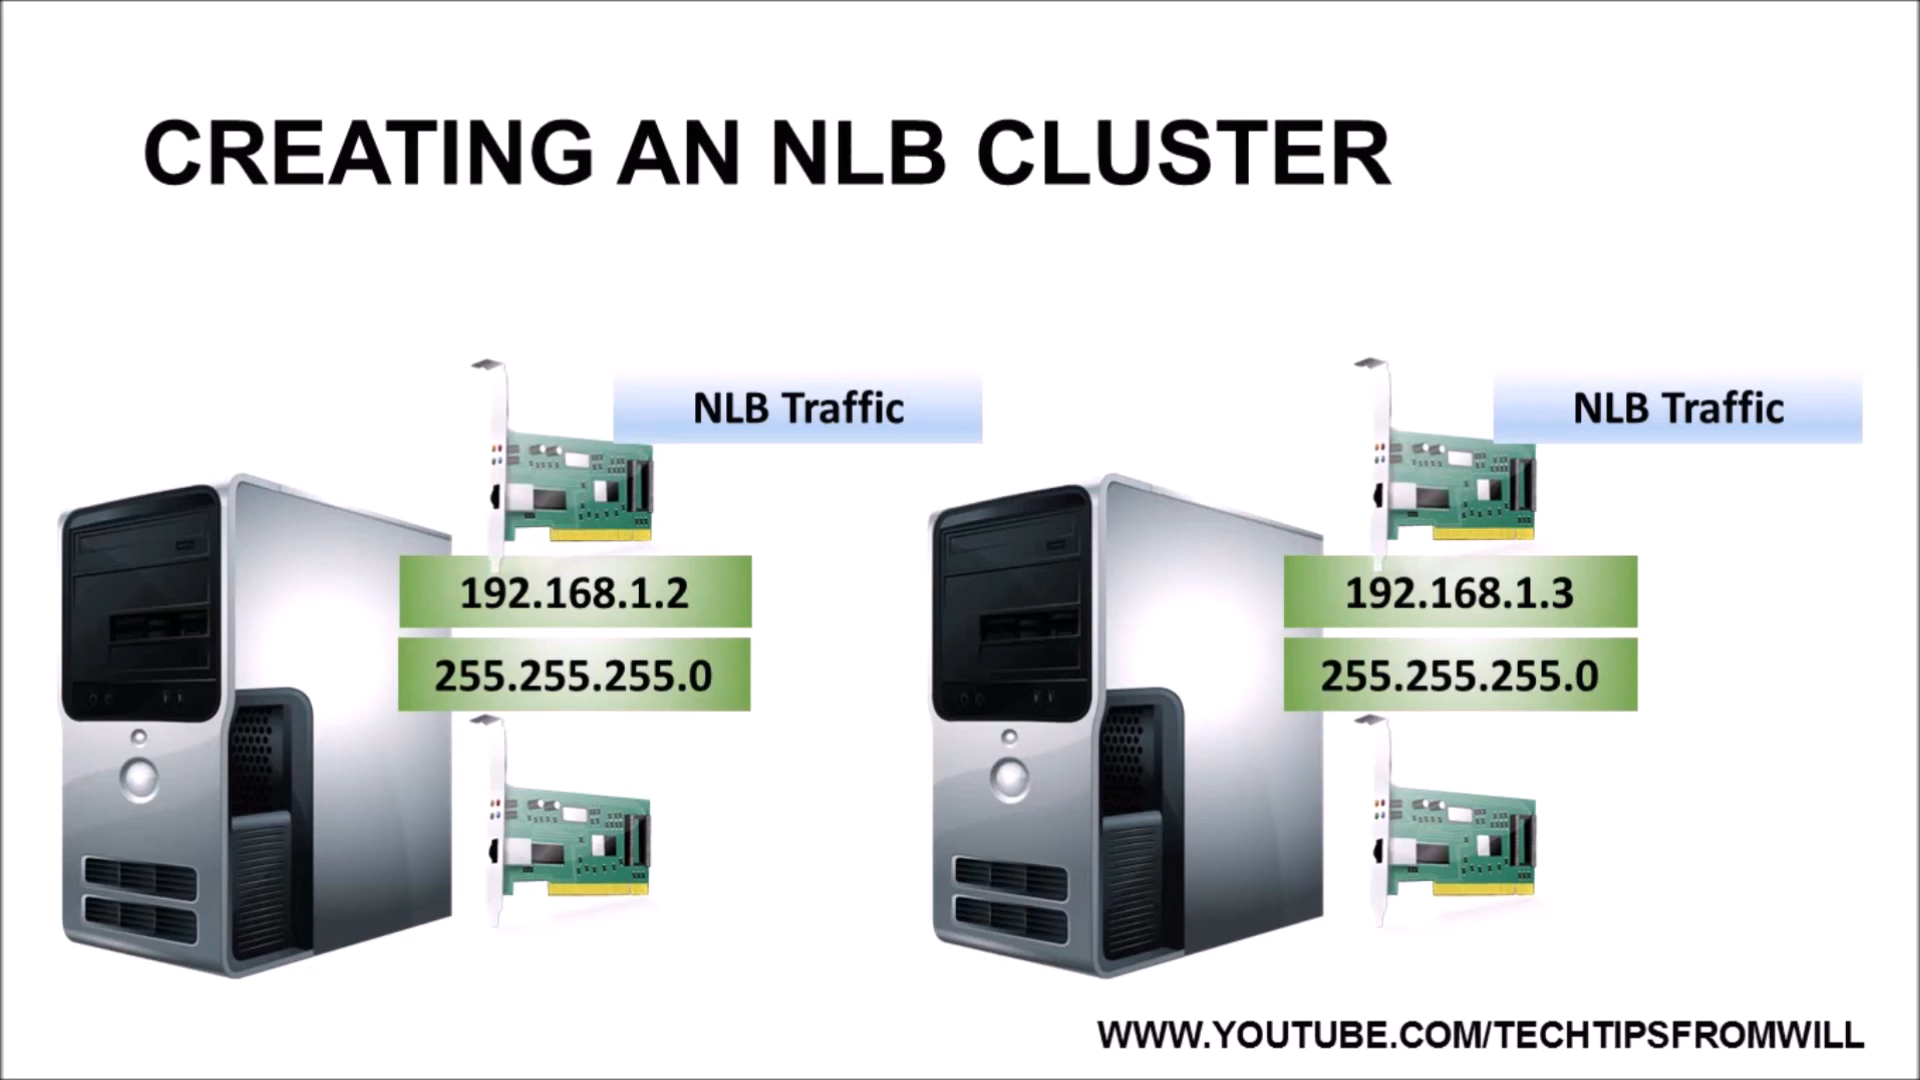 CREATING AN NLB CLUSTER
NLB Traffic
NLB Traffic
192.168.1.2
192.168.1.3
255.255.255.0
255.255.255.0
WWW.YOUTUBE.COM/TECHTIPSFROMWILL